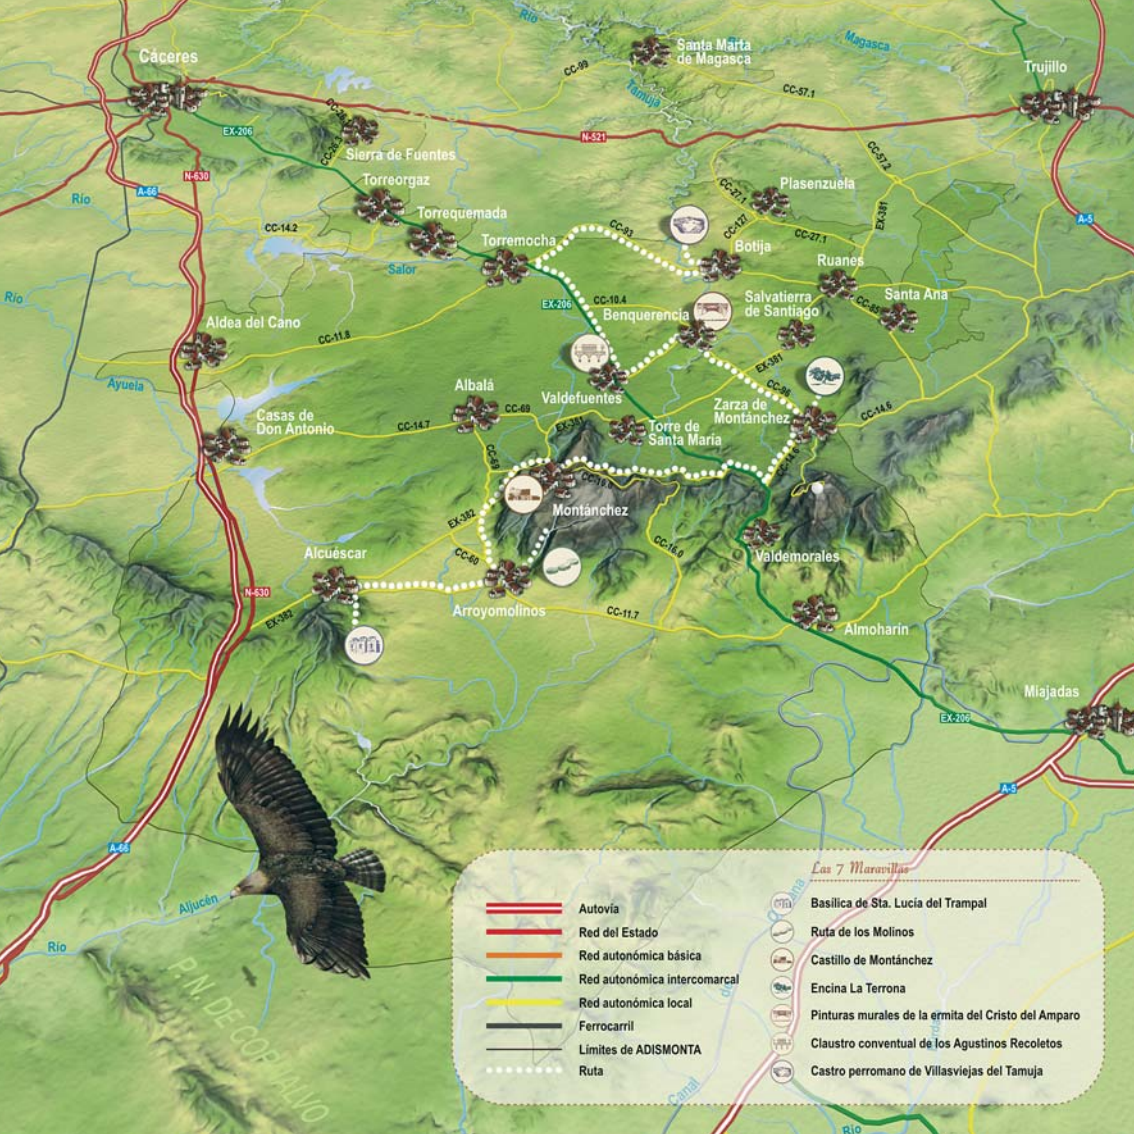 Río
Magasca
Santa Marta
de Magasca
Cáceres
Trujillo
CC-99
Tamuja
CC-57.1
EX-206
N-521
Sierra de Fuentes
CC-57.2
N-630
Torreorgaz
A-66
Río
Plasenzuela
CC-27.1
Torrequemada
EX-381
A-5
CC-14.2
CC-93
CC-127
CC-27.1
Torremocha
Botija
Salor
Ruanes
Río
EX-206
CC-10.4
Salvatierra
de Santiago
Santa Ana
Benquerencia
Aldea del Cano
CC-11.8
EX-381
Ayuela
Albalá
CC-96
Valdefuentes
CC-69
Zarza de
Montánchez
CC-14.6
Casas de
Don Antonio
CC-14.7
EX-381
Torre de
Santa María
CC-69
Montánchez
EX-382
CC-16.0
Alcuéscar
CC-60
Valdemorales
N-630
Arroyomolinos
CC-11.7
EX-382
Almoharín
Miajadas
EX-206
A-5
A-66
Aljucén
Río
P.N. DE CORNALVO
Las 7 Maravillas
Autovía
Red del Estado
Red autonómica básica
Red autonómica intercomarcal
Red autonómica local
Ferrocarril
Límites de ADISMONTA
Ruta
Basílica de Sta. Lucía del Trampal
Ruta de los Molinos
Castillo de Montánchez
Encina La Terrona
Pinturas murales de la ermita del Cristo del Amparo
Claustro conventual de los Agustinos Recoletos
Castro perromano de Villasviejas del Tamuja
Canal
Río